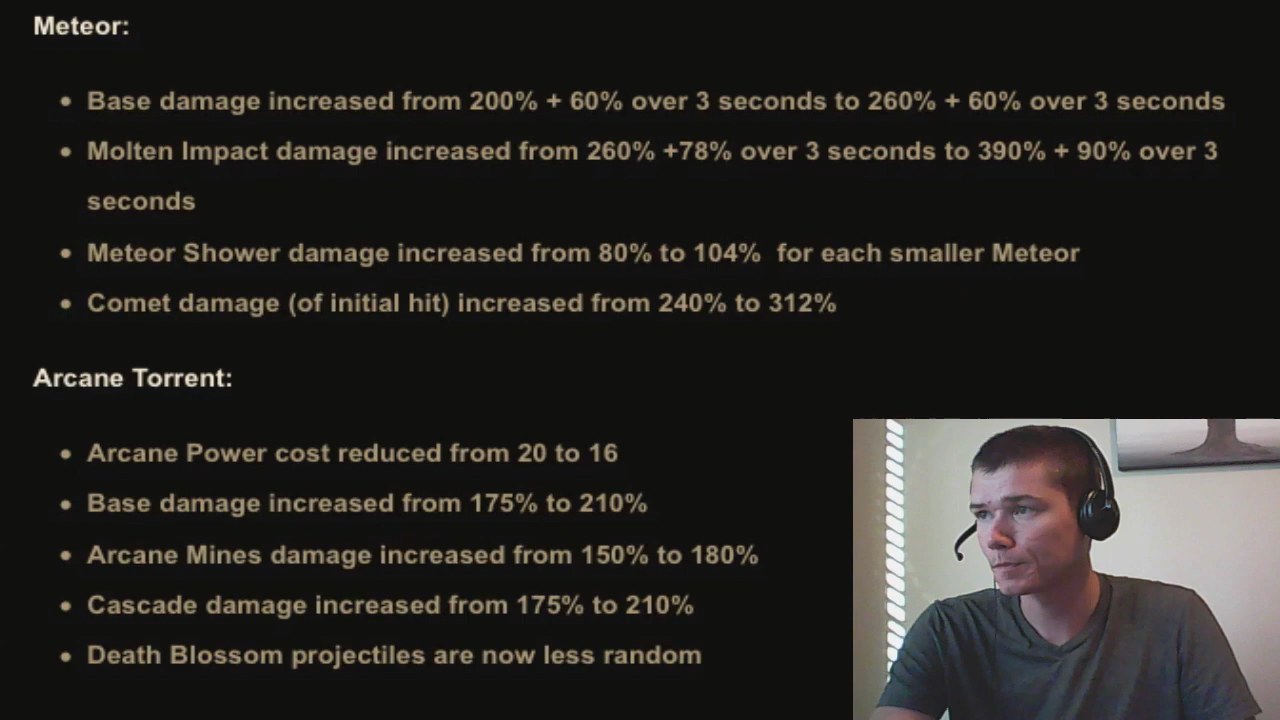 Meteor:
Base damage increased from 200% + 60% over 3 seconds to 260% + 60% over 3 seconds
Molten Impact damage increased from 260% +78% over 3 seconds to 390% + 90% over 3
seconds
Meteor Shower damage increased from 80% to 104%  for each smaller Meteor
Comet damage (of initial hit) increased from 240% to 312%
Arcane Torrent:
Arcane Power cost reduced from 20 to 16
Base damage increased from 175% to 210%
Arcane Mines damage increased from 150% to 180%
Cascade damage increased from 175% to 210%
Death Blossom projectiles are now less random